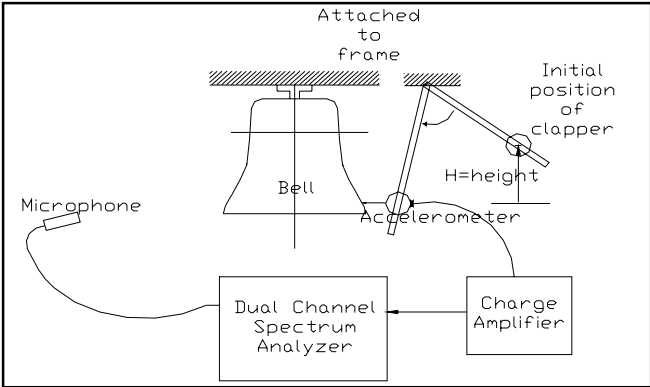 Attached
to
frame
Initial
position
of
clapper
H=height
Bell
Microphone
Accelerometer
Dual Channel
Spectrum
Analyzer
Charge
Amplifier